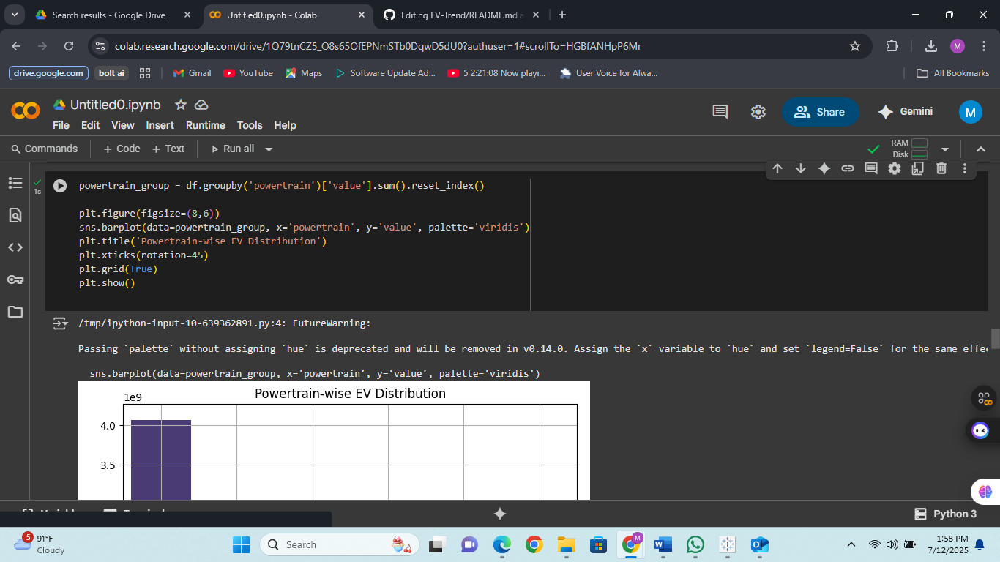 Search results - Google Drive
Untitled0.ipynb - Colab
Editing EV-Trend/README.md a
colab.research.google.com/drive/1Q79tnCZ5_O8s65OfEPNmSTb0DqwD5dU0?authuser=1#scrollTo=HGBfANHpP6Mr
M
drive.google.com
bolt ai
Gmail
YouTube
Maps
Software Update Ad...
5 2:21:08 Now playi...
User Voice for Alwa...
All Bookmarks
Untitled0.ipynb
Share
Gemini
M
File Edit View Insert Runtime Tools Help
Commands + Code + Text Run all
RAM
Disk
1s
powertrain_group = df.groupby('powertrain')['value'].sum().reset_index()
plt.figure(figsize=(8,6))
sns.barplot(data=powertrain_group, x='powertrain', y='value', palette='viridis')
plt.title('Powertrain-wise EV Distribution')
plt.xticks(rotation=45)
plt.grid(True)
plt.show()
/tmp/ipython-input-10-639362891.py:4: FutureWarning:
Passing `palette` without assigning `hue` is deprecated and will be removed in v0.14.0. Assign the `x` variable to `hue` and set `legend=False` for the same effe
sns.barplot(data=powertrain_group, x='powertrain', y='value', palette='viridis')
1e9
Powertrain-wise EV Distribution
4.0
3.5
Python 3
5
91°F
Cloudy
Search
M
1:58 PM
7/12/2025